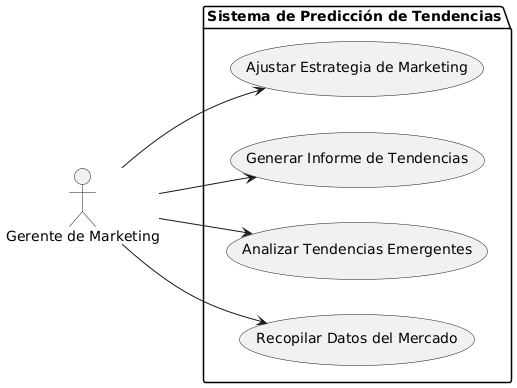 Sistema de Predicción de Tendencias
Ajustar Estrategia de Marketing
Generar Informe de Tendencias
Gerente de Marketing
Analizar Tendencias Emergentes
Recopilar Datos del Mercado